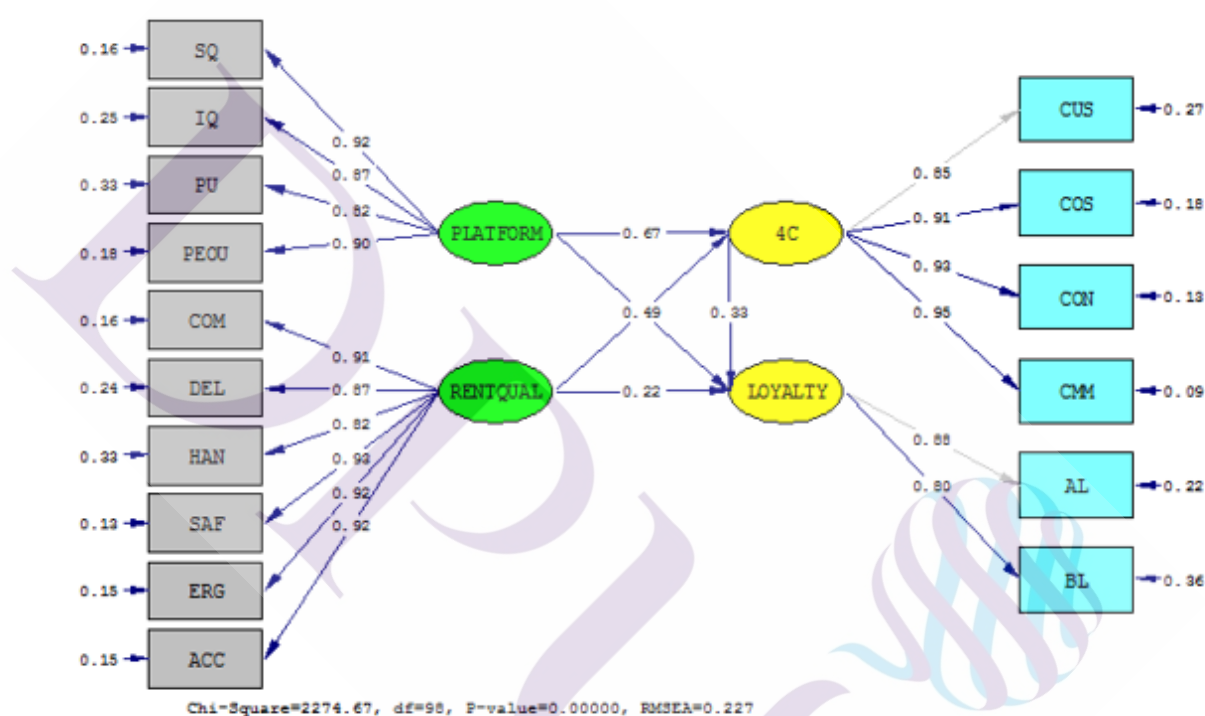 0.16
SQ
0.25
IQ
0.33
PU
0.18
PEOU
0.16
COM
0.24
DEL
0.33
HAN
0.13
SAF
0.15
ERG
0.15
ACC
0.92
0.87
0.82
0.90
0.91
0.87
0.82
0.93
0.92
0.92
PLATFORM
RENTQUAL
0.67
0.49
0.33
0.22
4C
LOYALTY
0.85
0.91
0.93
0.95
0.88
0.80
CUS
0.27
COS
0.18
CON
0.13
CMM
0.09
AL
0.22
BL
0.36
Chi-Square=2274.67, df=98, P-value=0.00000, RMSEA=0.227